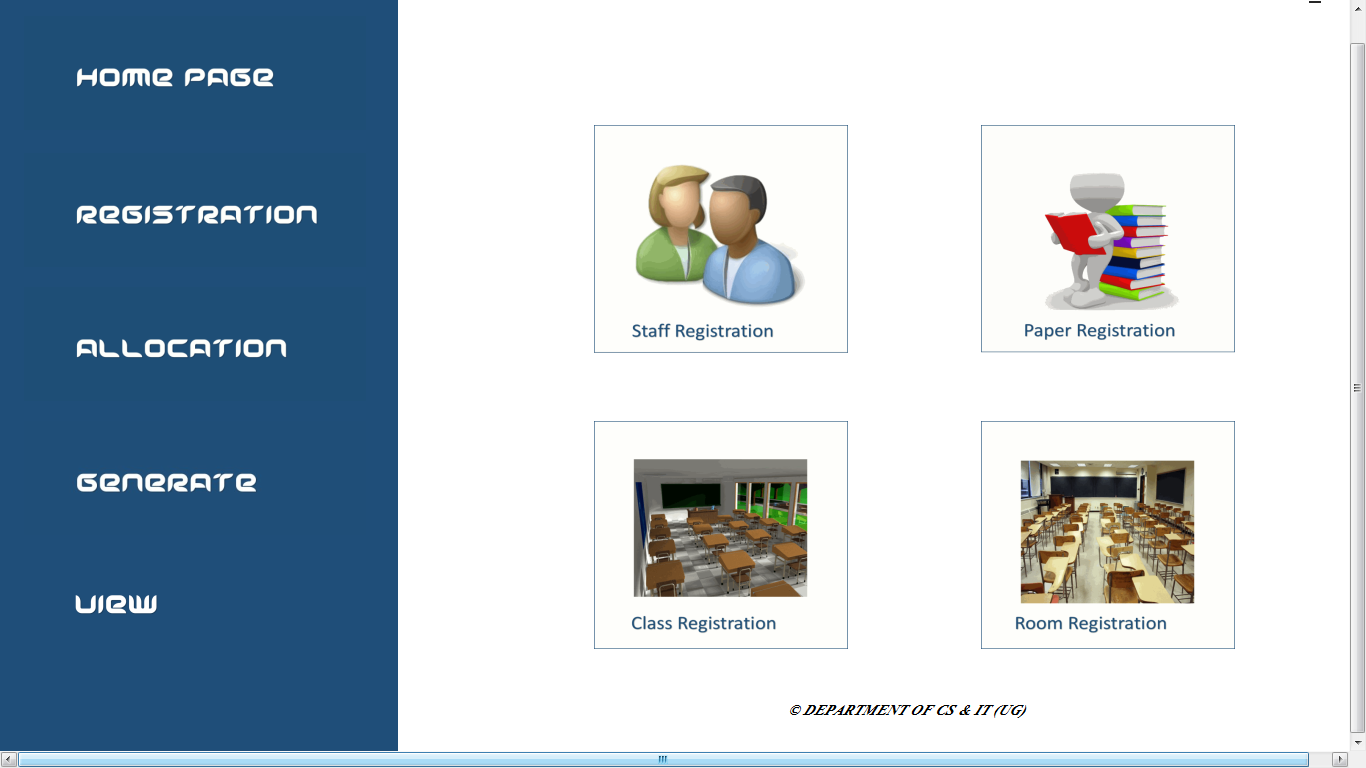 HOME PAGE
REGISTRATION
ALLOCATION
GENERATE
VIEW
Staff Registration
Paper Registration
Class Registration
Room Registration
© DEPARTMENT OF CS & IT (UG)